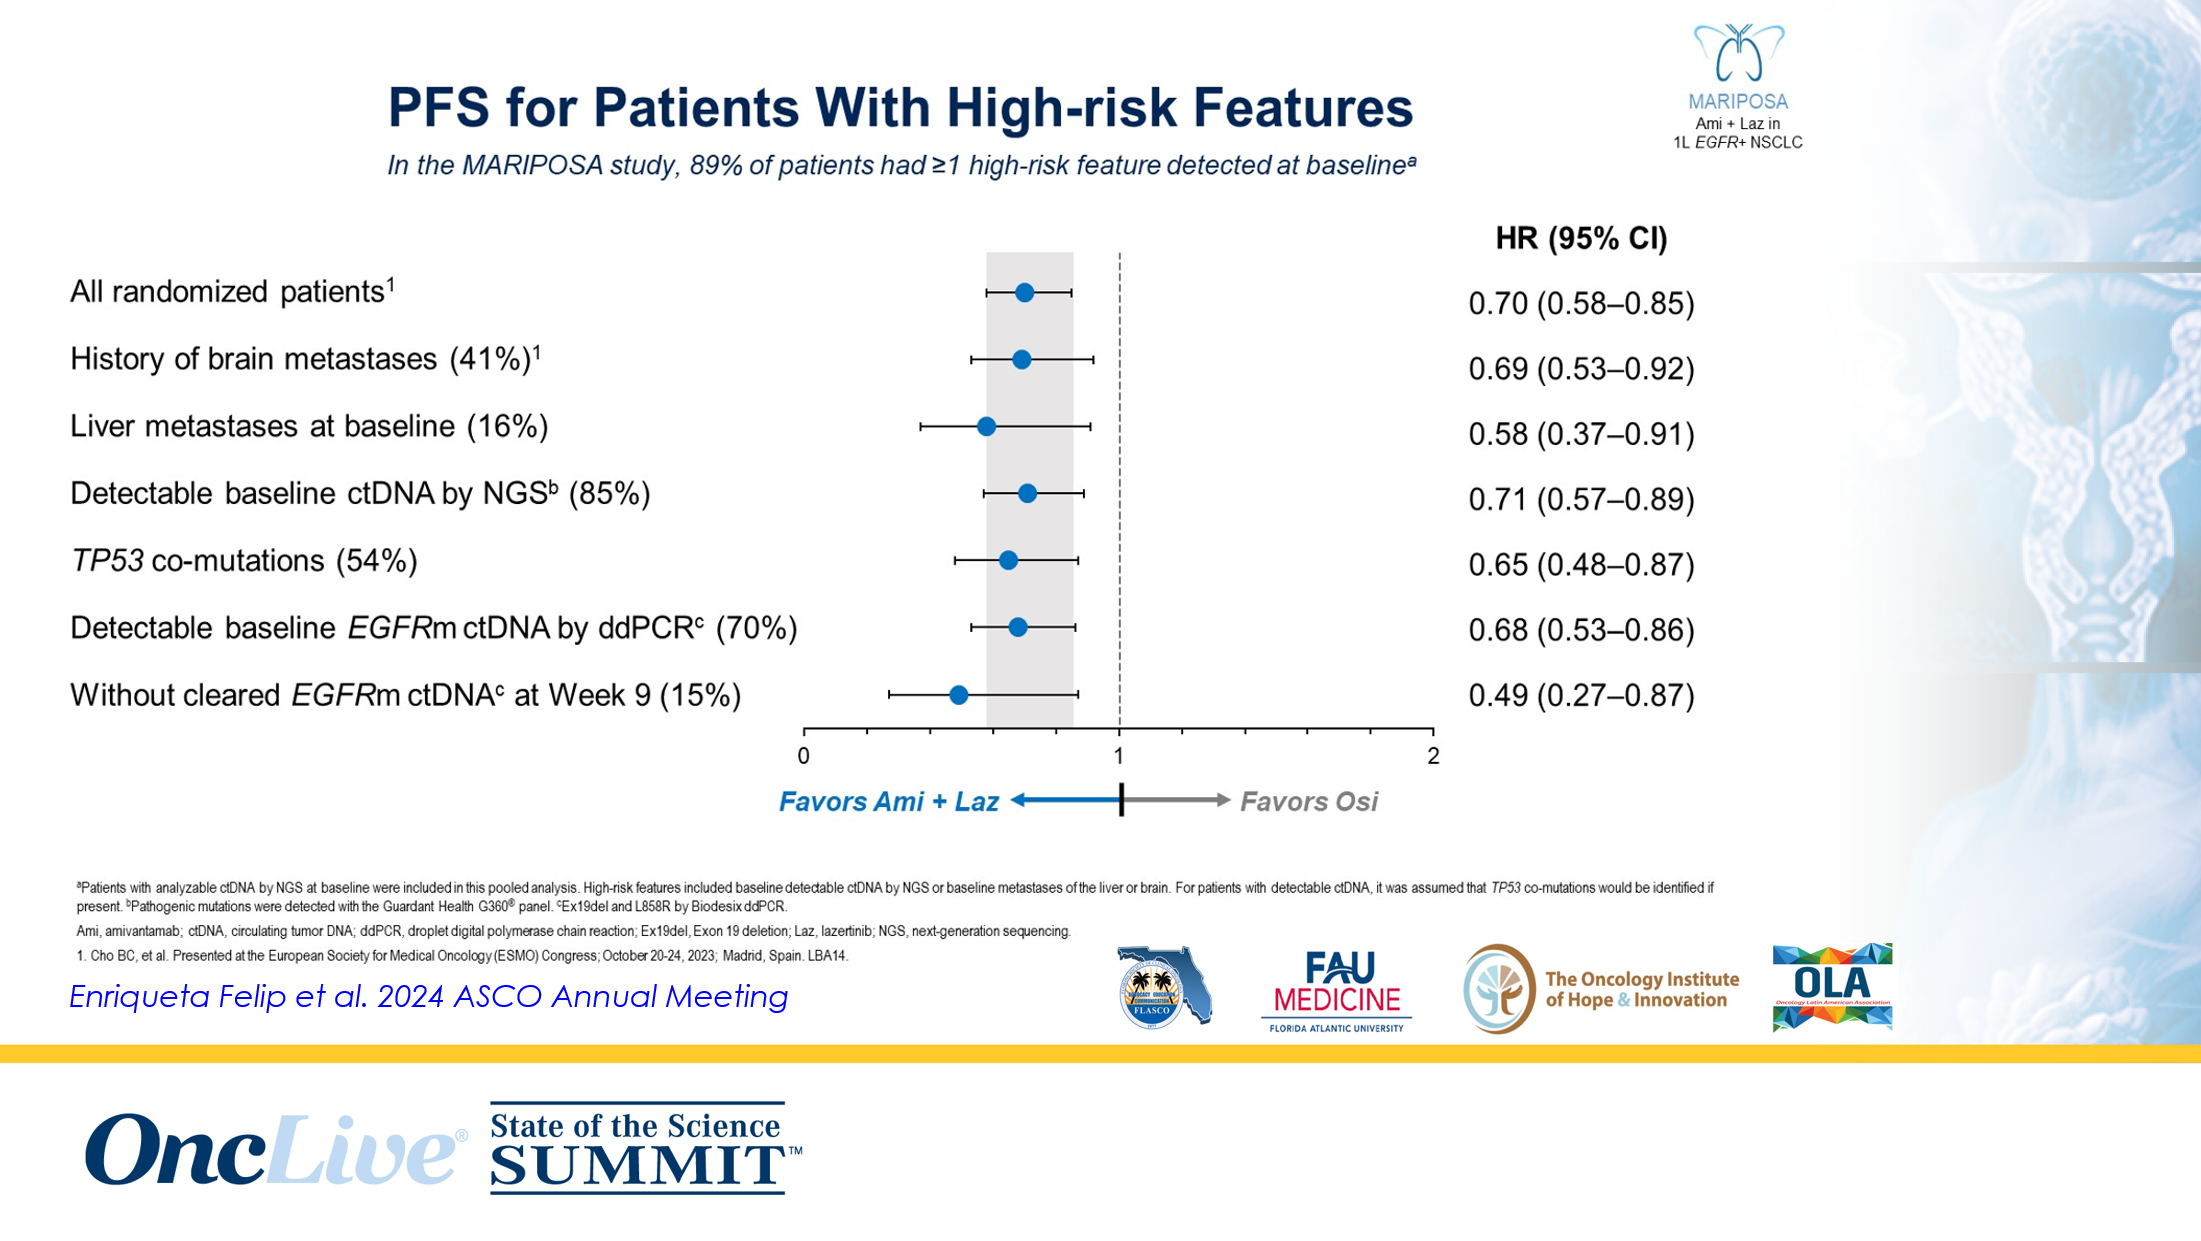 MARIPOSA
Ami + Laz in
1L EGFR+ NSCLC
PFS for Patients With High-risk Features
In the MARIPOSA study, 89% of patients had ≥1 high-risk feature detected at baselineᵃ
HR (95% CI)
All randomized patients¹ 0.70 (0.58–0.85)
History of brain metastases (41%)¹ 0.69 (0.53–0.92)
Liver metastases at baseline (16%) 0.58 (0.37–0.91)
Detectable baseline ctDNA by NGSᵇ (85%) 0.71 (0.57–0.89)
TP53 co-mutations (54%) 0.65 (0.48–0.87)
Detectable baseline EGFRm ctDNA by ddPCRᶜ (70%) 0.68 (0.53–0.86)
Without cleared EGFRm ctDNAᶜ at Week 9 (15%) 0.49 (0.27–0.87)
0 1 2
Favors Ami + Laz Favors Osi
ᵃPatients with analyzable ctDNA by NGS at baseline were included in this pooled analysis. High-risk features included baseline detectable ctDNA by NGS or baseline metastases of the liver or brain. For patients with detectable ctDNA, it was assumed that TP53 co-mutations would be identified if
present. ᵇPathogenic mutations were detected with the Guardant Health G360® panel. ᶜEx19del and L858R by Biodesix ddPCR.
Ami, amivantamab; ctDNA, circulating tumor DNA; ddPCR, droplet digital polymerase chain reaction; Ex19del, Exon 19 deletion; Laz, lazertinib; NGS, next-generation sequencing.
1. Cho BC, et al. Presented at the European Society for Medical Oncology (ESMO) Congress; October 20-24, 2023; Madrid, Spain. LBA14.
Enriqueta Felip et al. 2024 ASCO Annual Meeting
FLASCO
FAU
MEDICINE
FLORIDA ATLANTIC UNIVERSITY
The Oncology Institute
of Hope & Innovation
OLA
Oncology Latin American Association
OncLive®
State of the Science
SUMMIT™